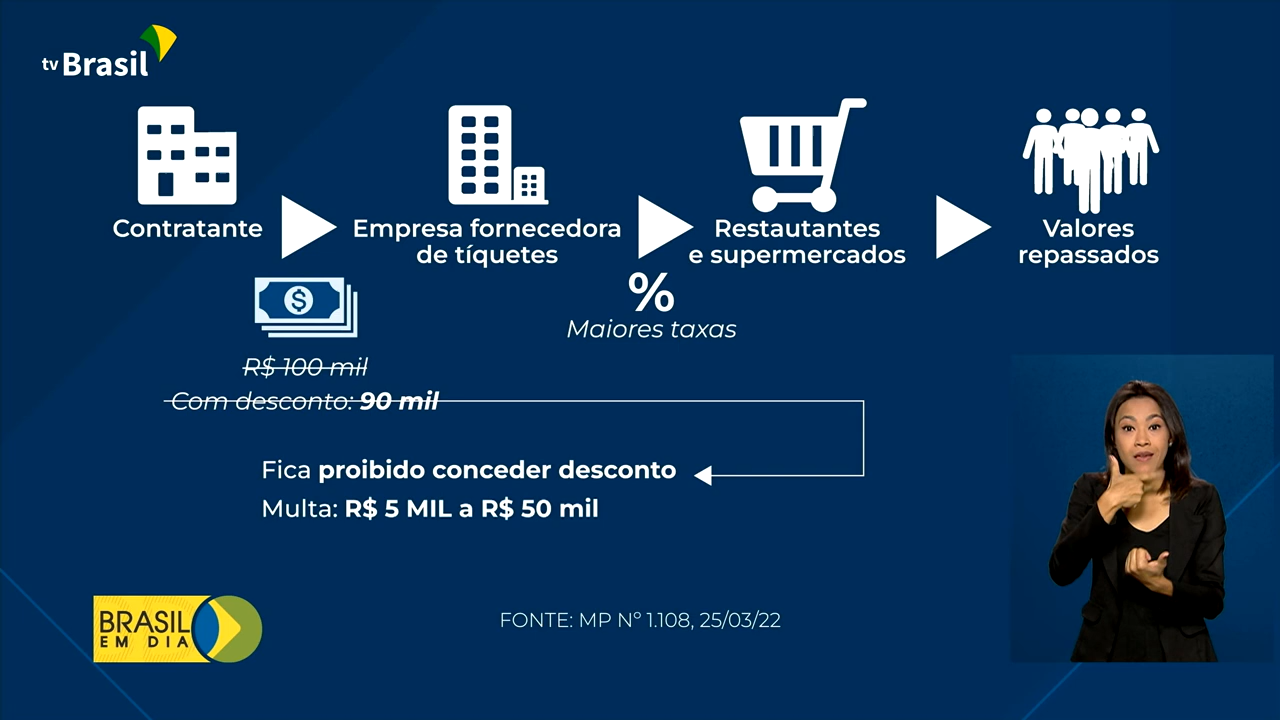 tv Brasil
Contratante
Empresa fornecedora
de tíquetes
Restautantes
e supermercados
Valores
repassados
$
%
Maiores taxas
R$ 100 mil
Com desconto: 90 mil
Fica proibido conceder desconto
Multa: R$ 5 MIL a R$ 50 mil
BRASIL
EM DIA
FONTE: MP Nº 1.108, 25/03/22